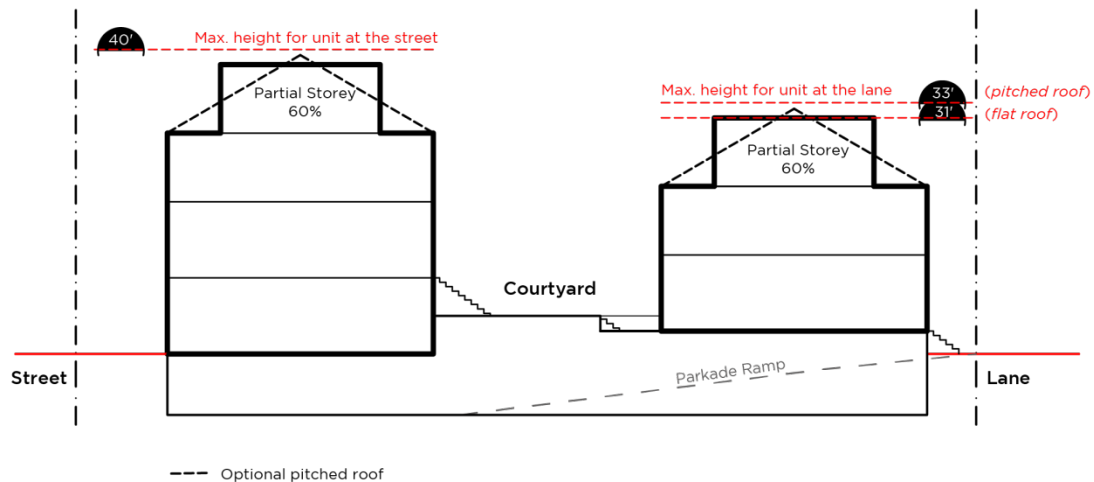 40'
Max. height for unit at the street
Partial Storey
60%
Max. height for unit at the lane
33'
(pitched roof)
31'
(flat roof)
Partial Storey
60%
Courtyard
Parkade Ramp
Street
Lane
Optional pitched roof